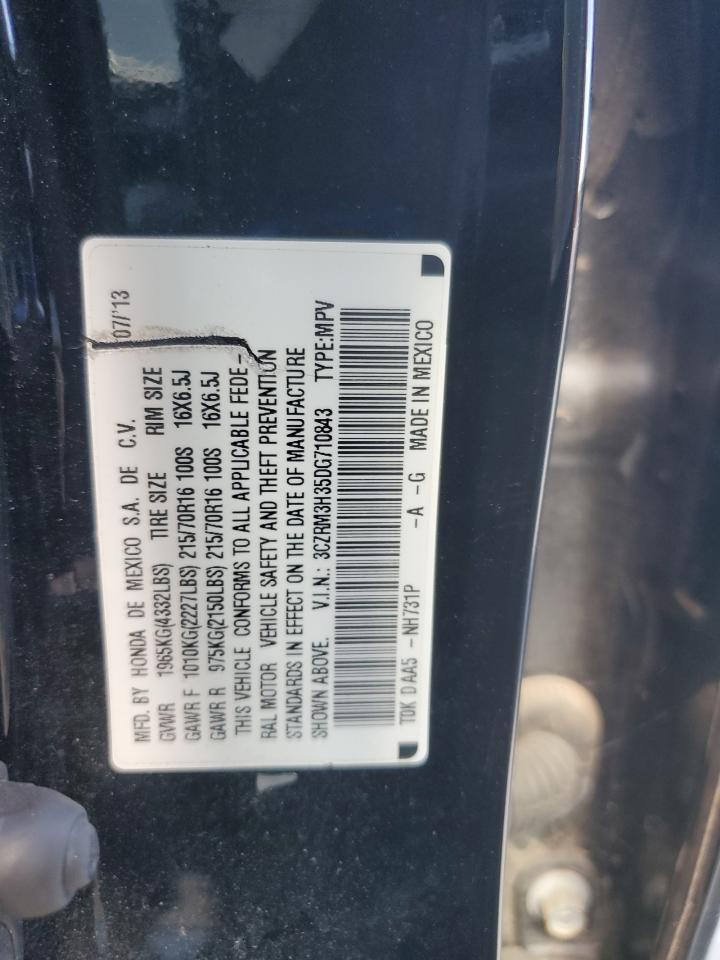 MFD. BY HONDA DE MEXICO S.A. DE C.V. 07/'13
GVWR 1965KG(4332LBS) TIRE SIZE RIM SIZE
GAWR F 1010KG(2227LBS) 215/70R16 100S 16X6.5J
GAWR R 975KG(2150LBS) 215/70R16 100S 16X6.5J
THIS VEHICLE CONFORMS TO ALL APPLICABLE FEDE-
RAL MOTOR VEHICLE SAFETY AND THEFT PREVENTION
STANDARDS IN EFFECT ON THE DATE OF MANUFACTURE
SHOWN ABOVE. V.I.N.: 3CZRM3H35DG710843 TYPE:MPV
T0K D AA5 -NH731P -A -G MADE IN MEXICO